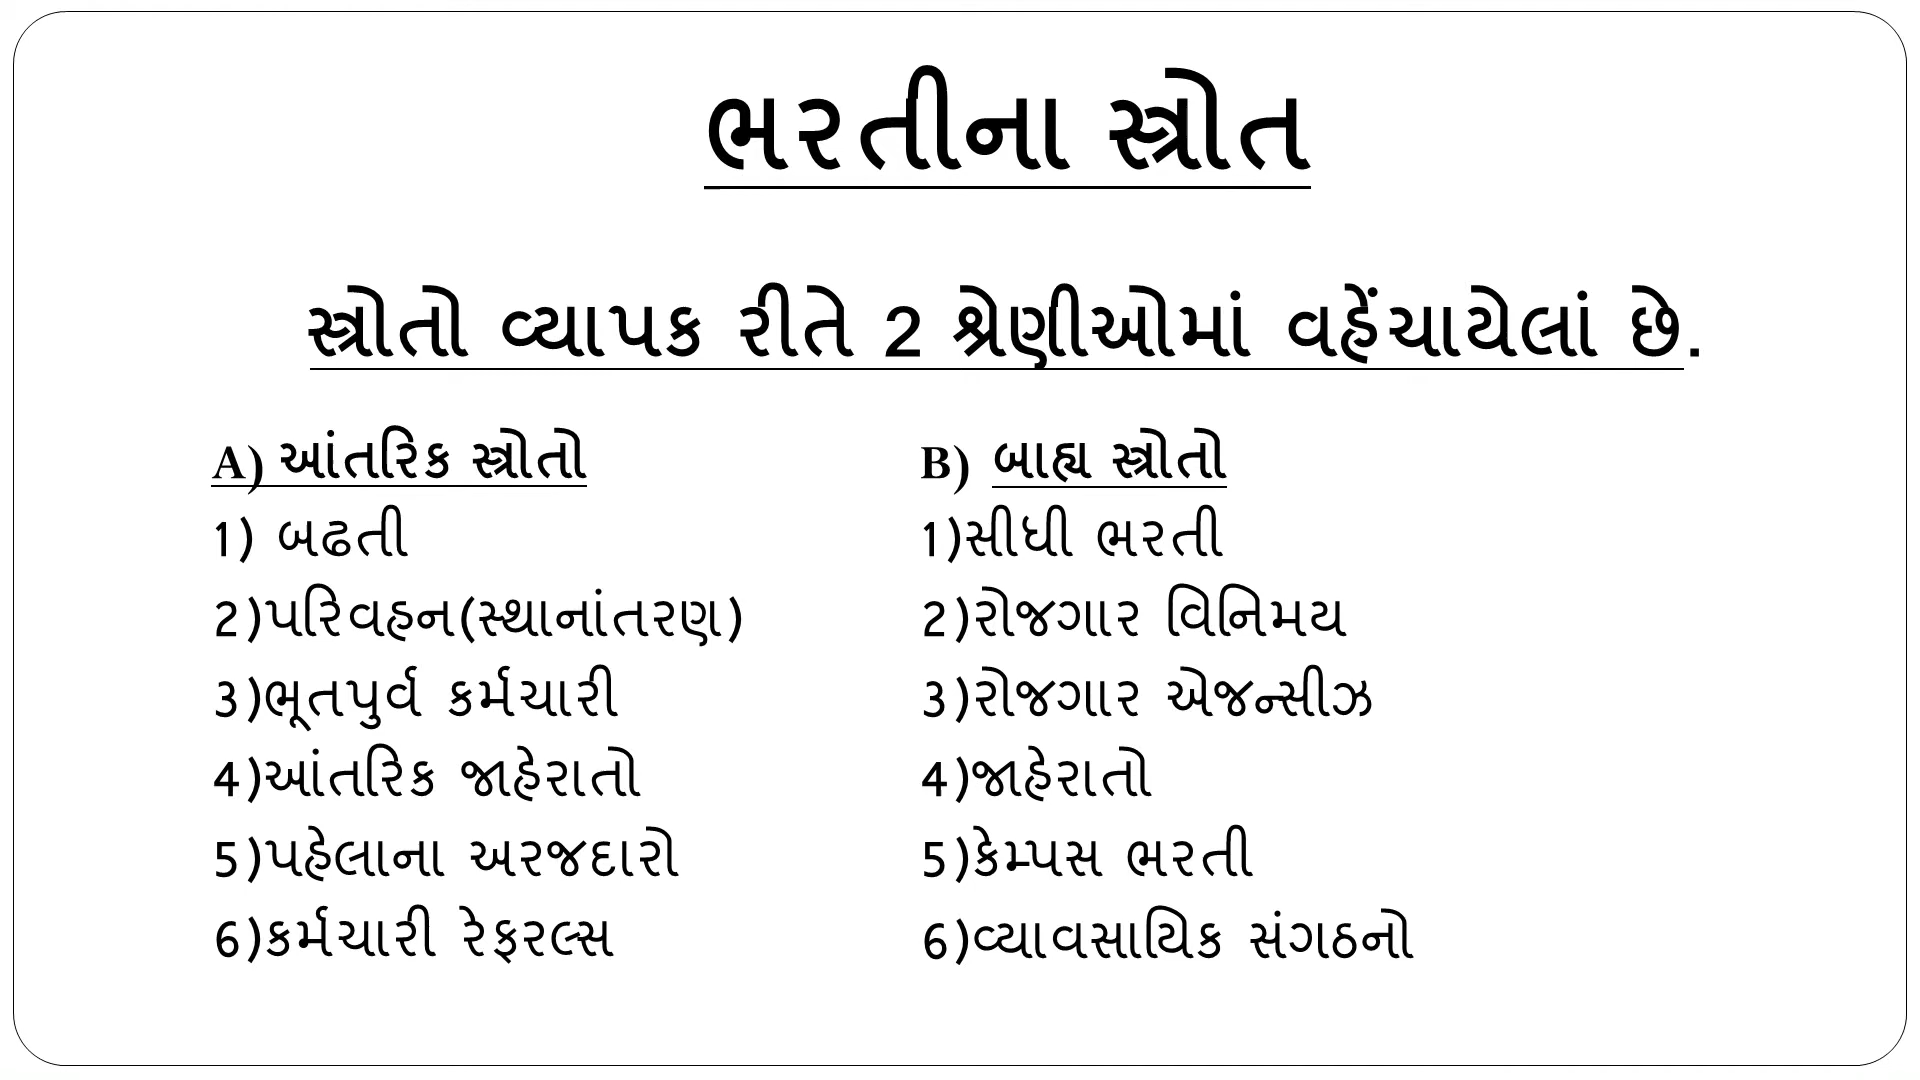 ભરતીના સ્ત્રોત
સ્ત્રોતો વ્યાપક રીતે 2 શ્રેણીઓમાં વહેંચાયેલાં છે.
A) આંતરિક સ્ત્રોતો
1) બઢતી
2)પરિવહન(સ્થાનાંતરણ)
3)ભૂતપુર્વ કર્મચારી
4)આંતરિક જાહેરાતો
5)પહેલાના અરજદારો
6)કર્મચારી રેફરલ્સ
B) બાહ્ય સ્ત્રોતો
1)સીધી ભરતી
2)રોજગાર વિનિમય
3)રોજગાર એજન્સીઝ
4)જાહેરાતો
5)કેમ્પસ ભરતી
6)વ્યાવસાયિક સંગઠનો